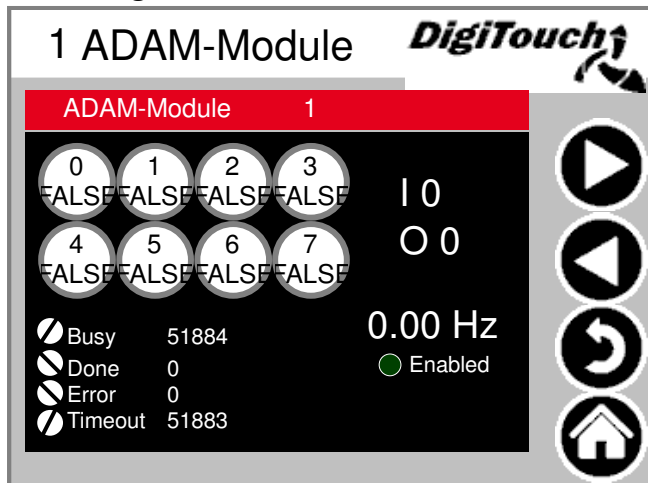 1 ADAM-Module
DigiTouch
ADAM-Module 1
0 1 2 3
FALSE FALSE FALSE FALSE
I 0
4 5 6 7
FALSE FALSE FALSE FALSE
O 0
0.00 Hz
Busy 51884
Enabled
Done 0
Error 0
Timeout 51883